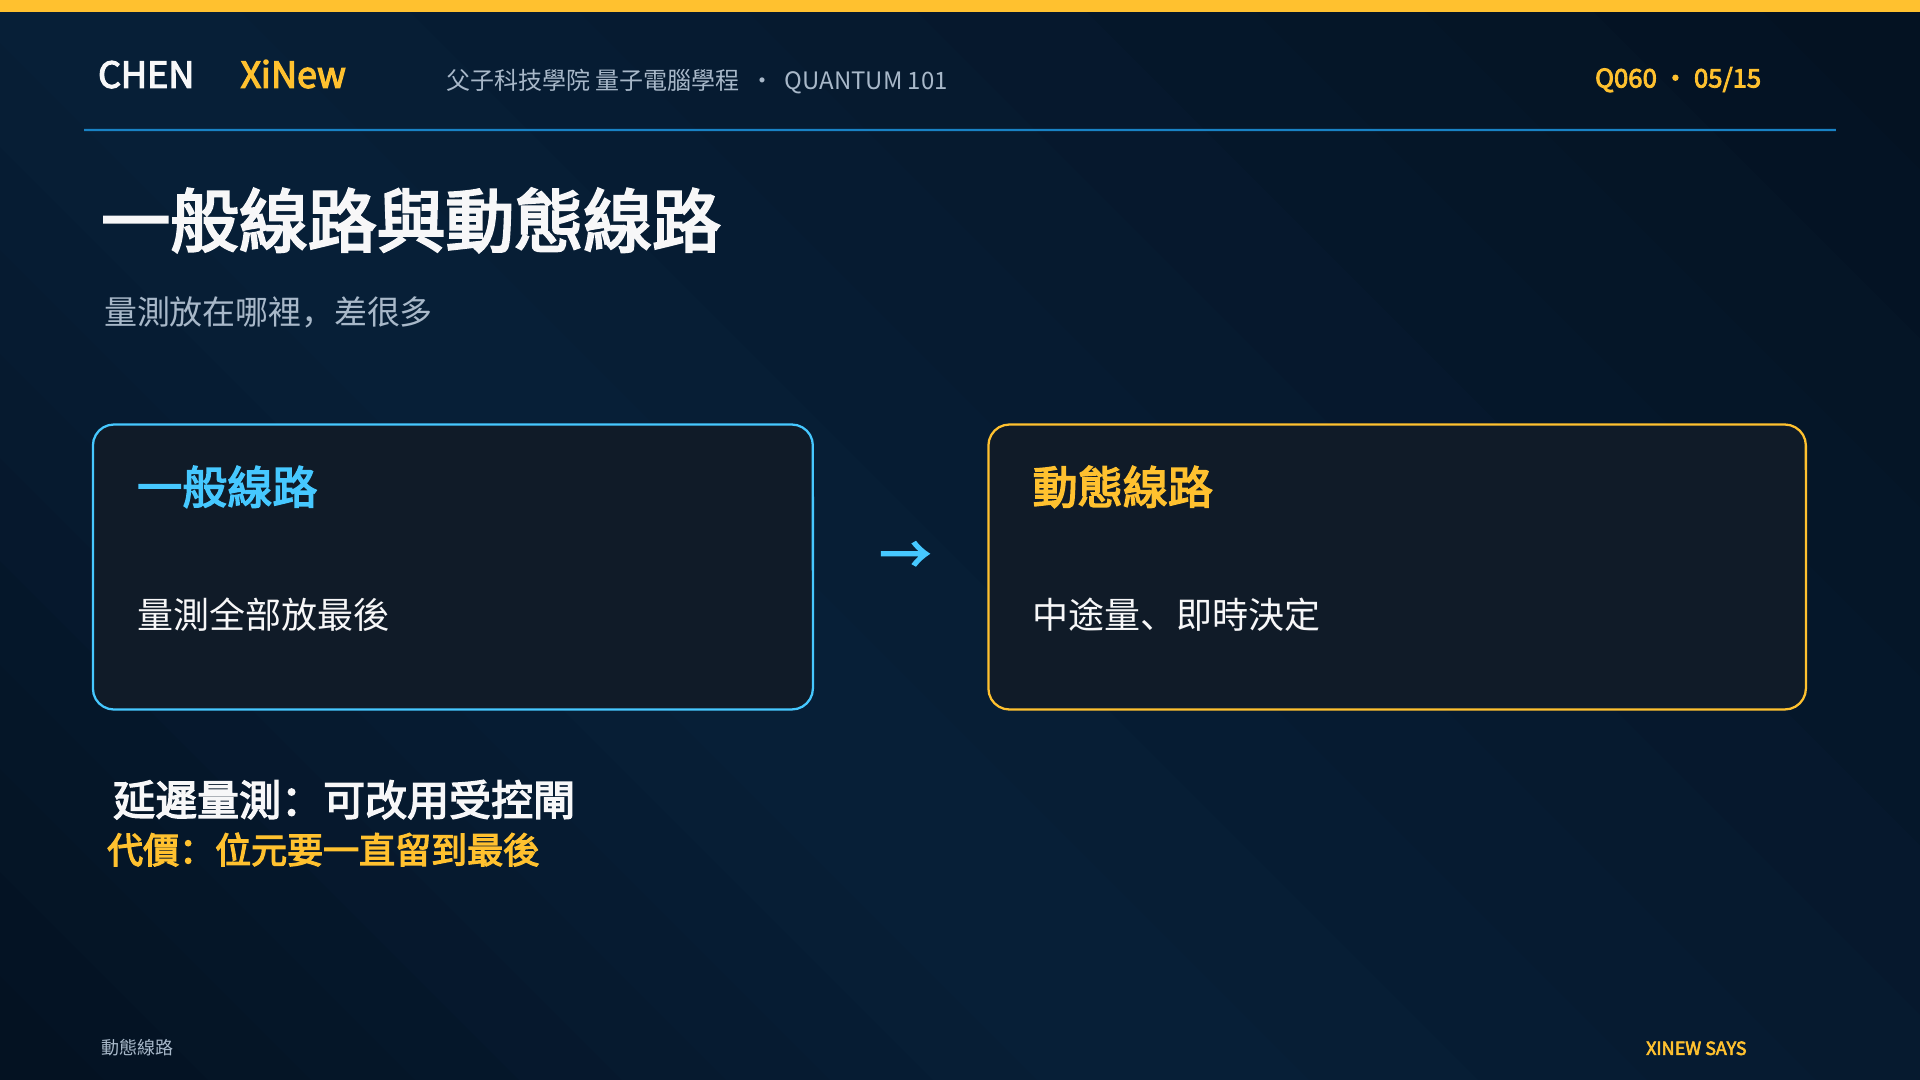 CHEN XiNew 父子科技學院 量子電腦學程 · QUANTUM 101 Q060 · 05/15
一般線路與動態線路
量測放在哪裡，差很多
一般線路
量測全部放最後
→
動態線路
中途量、即時決定
延遲量測：可改用受控閘
代價：位元要一直留到最後
動態線路
XINEW SAYS